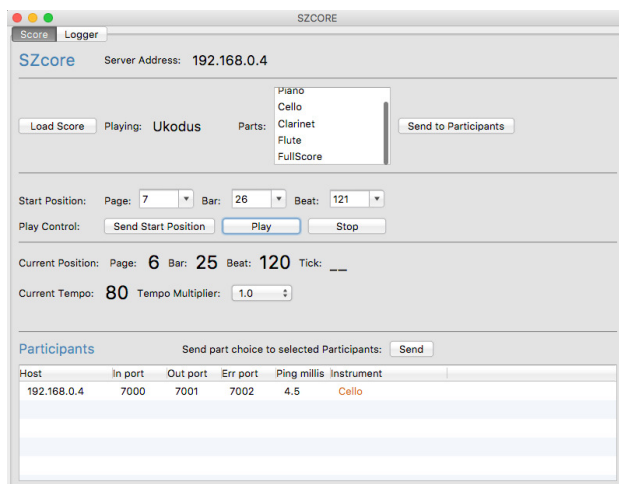 SZCORE
Score Logger
SZcore Server Address: 192.168.0.4
Piano
Cello
Load Score Playing: Ukodus Parts: Clarinet Send to Participants
Flute
FullScore
Start Position: Page: 7 Bar: 26 Beat: 121
Play Control: Send Start Position Play Stop
Current Position: Page: 6 Bar: 25 Beat: 120 Tick: __
Current Tempo: 80 Tempo Multiplier: 1.0
Participants Send part choice to selected Participants: Send
Host In port Out port Err port Ping millis Instrument
192.168.0.4 7000 7001 7002 4.5 Cello